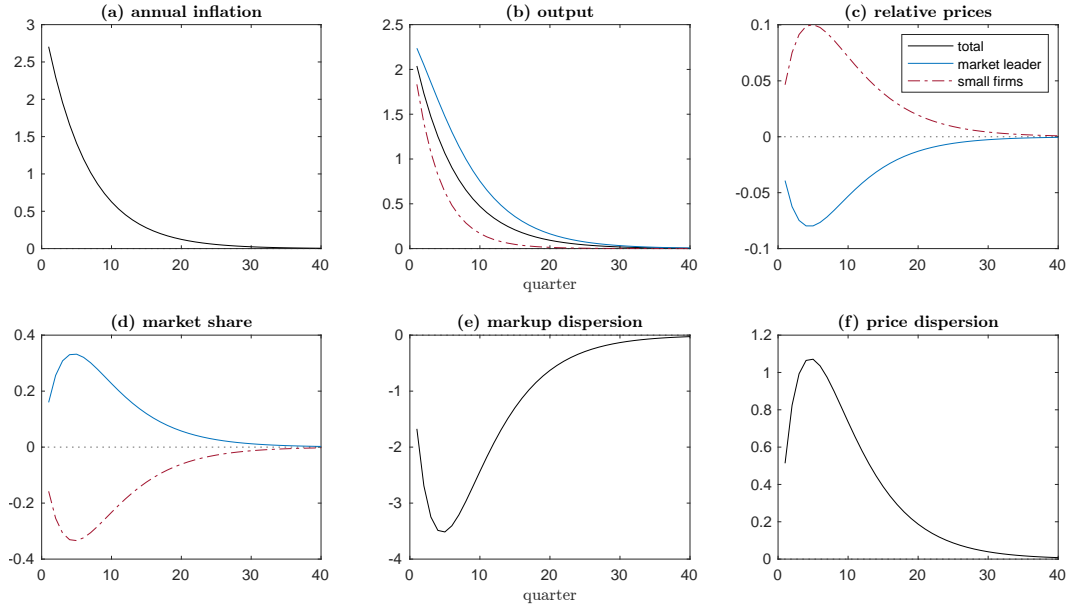 (a) annual inflation
3
2.5
2
1.5
1
0.5
0
0 10 20 30 40
(b) output
2.5
2
1.5
1
0.5
0
0 10 20 30 40
quarter
(c) relative prices
0.1
0.05
0
-0.05
-0.1
0 10 20 30 40
total
market leader
small firms
(d) market share
0.4
0.2
0
-0.2
-0.4
0 10 20 30 40
(e) markup dispersion
0
-1
-2
-3
-4
0 10 20 30 40
quarter
(f) price dispersion
1.2
1
0.8
0.6
0.4
0.2
0
0 10 20 30 40